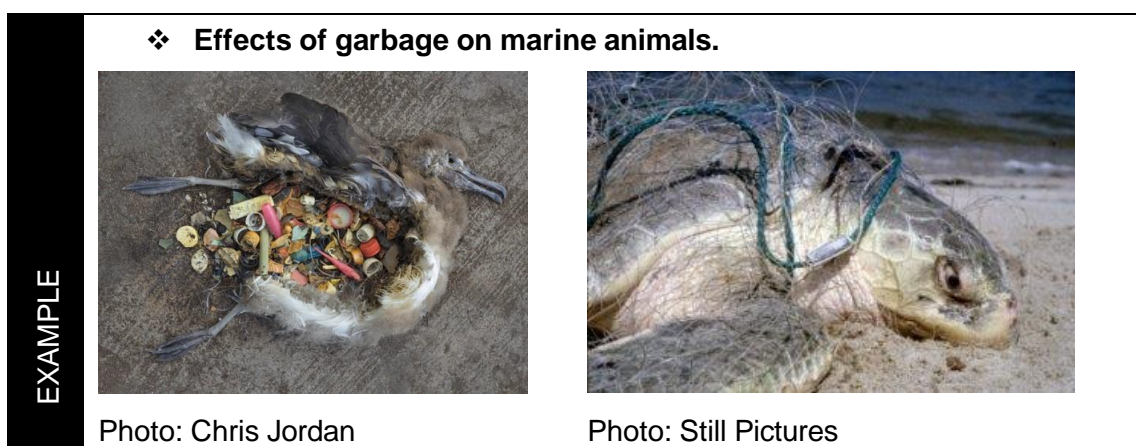 ❖ Effects of garbage on marine animals.
EXAMPLE
Photo: Chris Jordan
Photo: Still Pictures